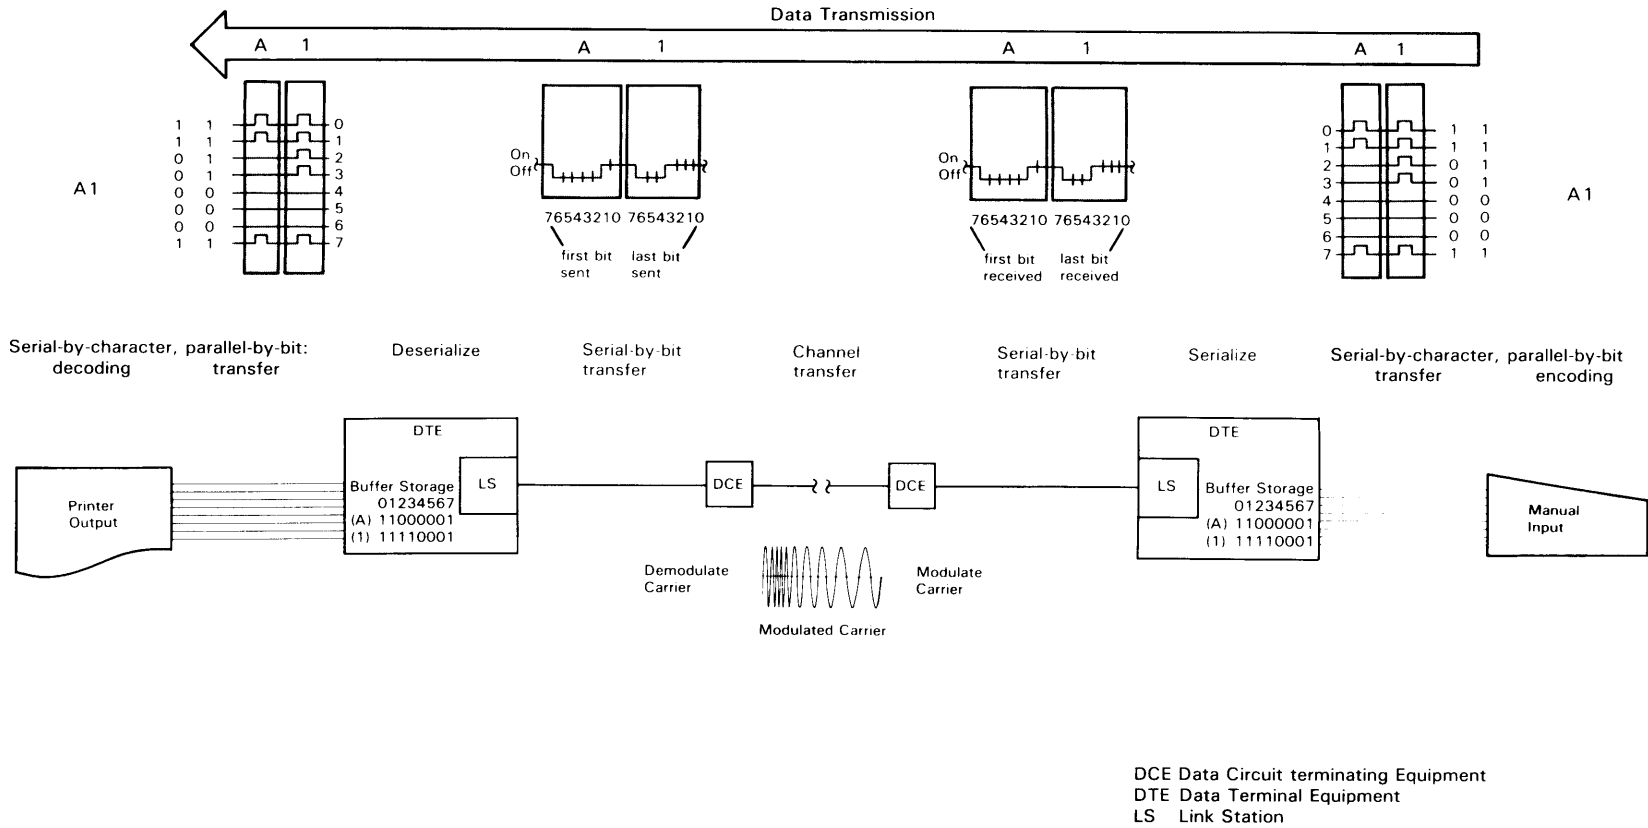 Data Transmission
A 1 A 1 A 1 A 1
1 1 0
1 1 1
0 1 2
0 1 3
0 0 4
0 0 5
0 0 6
1 1 7
A1
On
Off
76543210 76543210
first bit sent
last bit sent
On
Off
76543210 76543210
first bit received
last bit received
0 1 1
1 1 1
2 0 1
3 0 1
4 0 0
5 0 0
6 0 0
7 1 1
A1
Serial-by-character, parallel-by-bit:
decoding transfer
Deserialize
Serial-by-bit
transfer
Channel
transfer
Serial-by-bit
transfer
Serialize
Serial-by-character, parallel-by-bit
transfer encoding
Printer
Output
DTE
LS
Buffer Storage
01234567
(A) 11000001
(1) 11110001
DCE
DCE
DTE
LS
Buffer Storage
01234567
(A) 11000001
(1) 11110001
Manual
Input
Demodulate
Carrier
Modulate
Carrier
Modulated Carrier
DCE Data Circuit terminating Equipment
DTE Data Terminal Equipment
LS Link Station